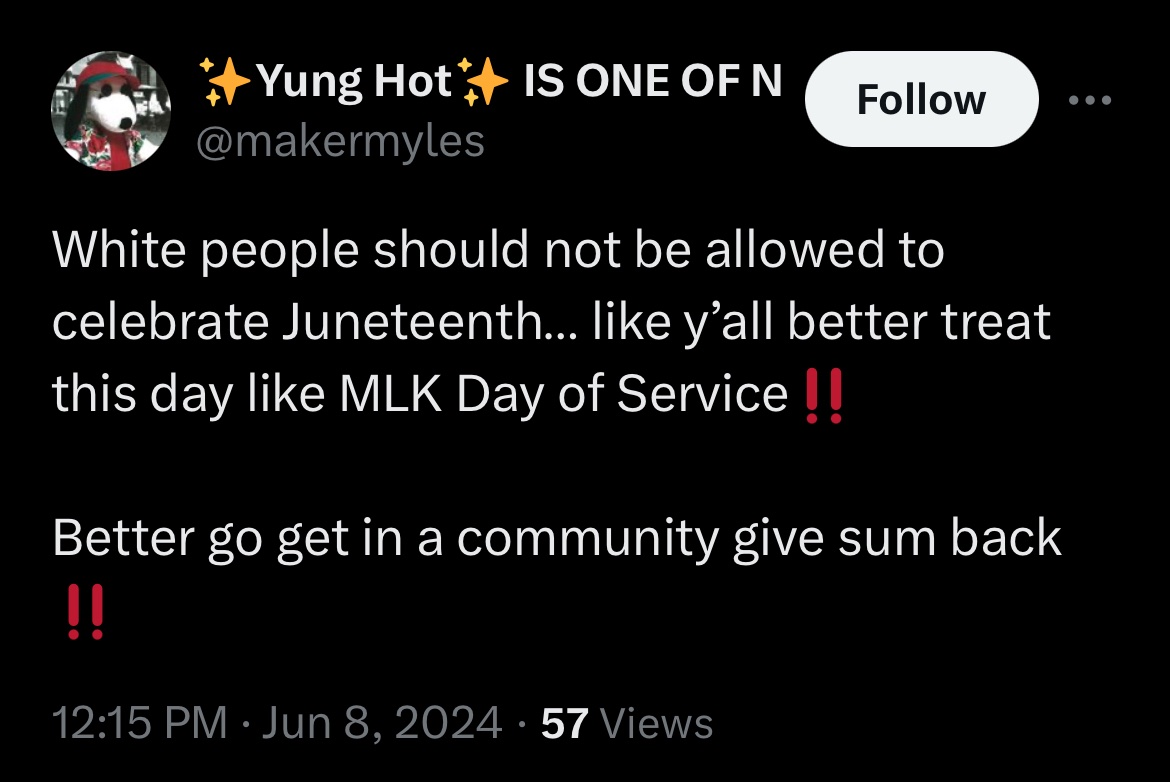 ✨Yung Hot✨ IS ONE OF N
Follow
@makermyles
White people should not be allowed to
celebrate Juneteenth... like y’all better treat
this day like MLK Day of Service‼️
Better go get in a community give sum back
‼️
12:15 PM · Jun 8, 2024 · 57 Views